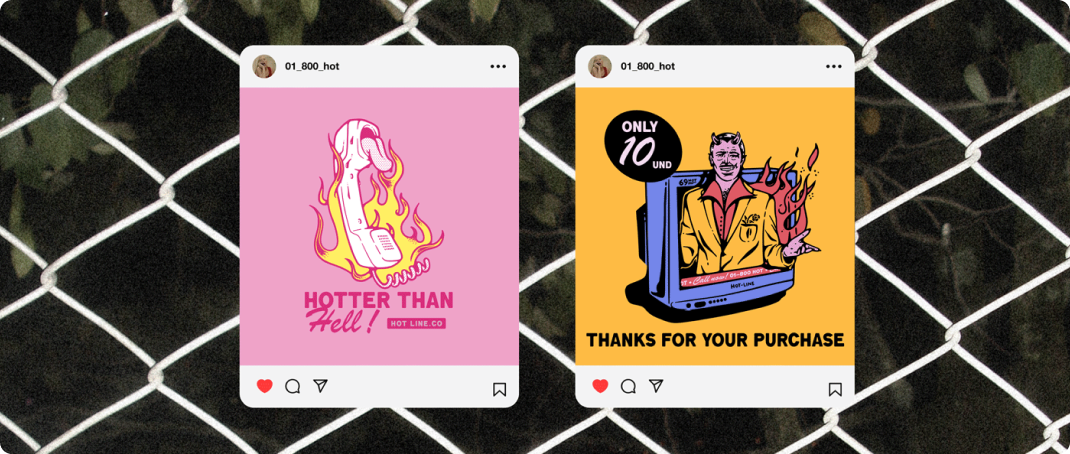 01_800_hot
HOTTER THAN
Hell!
HOT LINE.CO
01_800_hot
ONLY
10
UND
Call now! 01-800 HOT
HOT-LINE
THANKS FOR YOUR PURCHASE